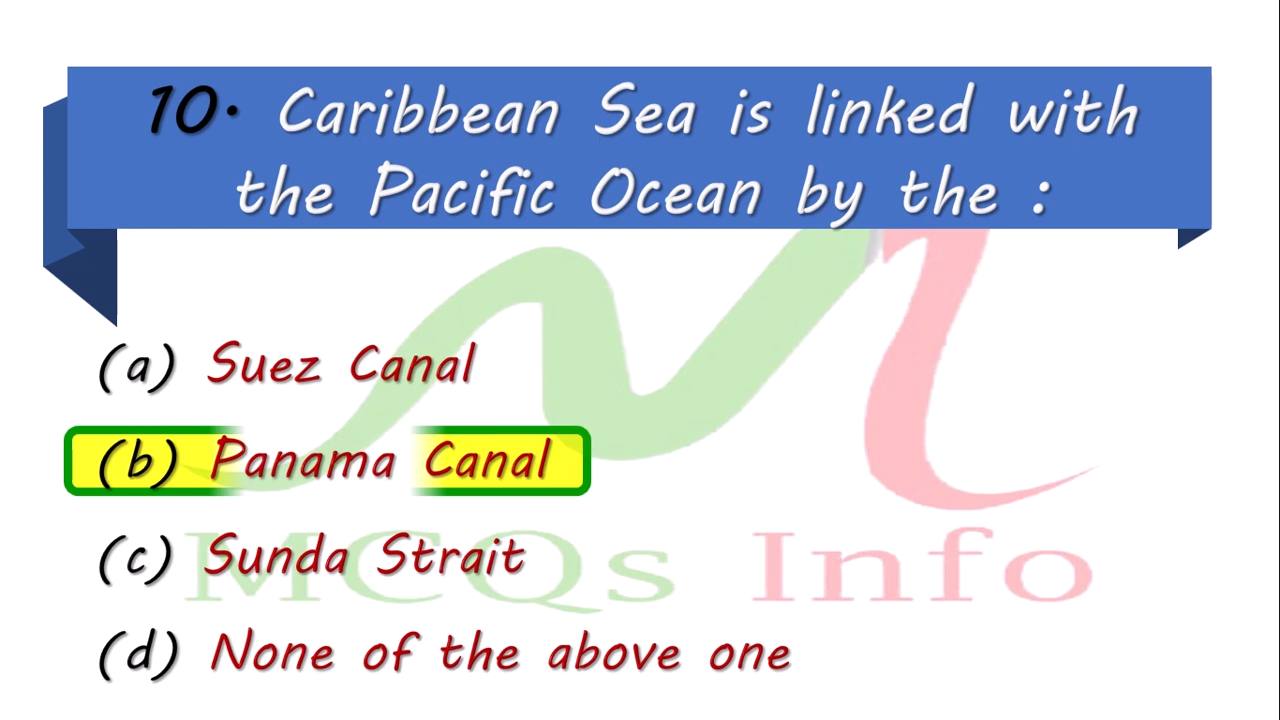 10. Caribbean Sea is linked with
the Pacific Ocean by the :
(a) Suez Canal
(b) Panama Canal
(c) Sunda Strait
MCQs Info
(d) None of the above one